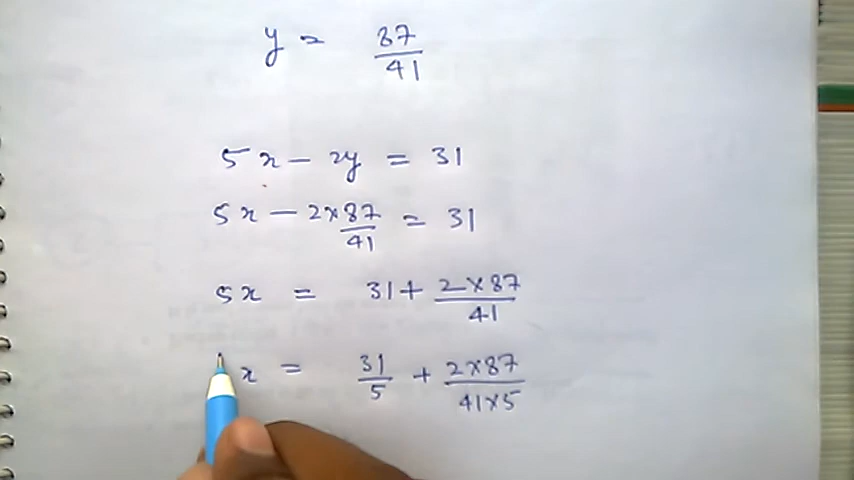 y = 87/41
5x - 2y = 31
5x - 2×87/41 = 31
5x = 31 + 2×87/41
x = 31/5 + 2×87/41×5